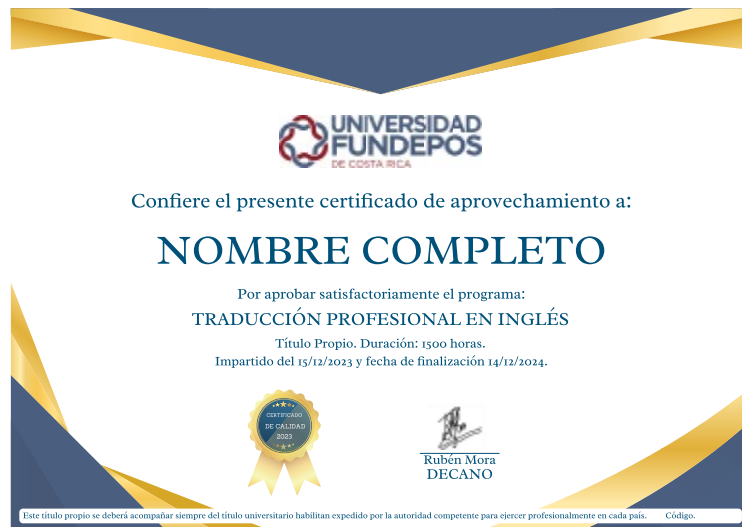 UNIVERSIDAD
FUNDEPOS
DE COSTA RICA
Confiere el presente certificado de aprovechamiento a:
NOMBRE COMPLETO
Por aprobar satisfactoriamente el programa:
TRADUCCIÓN PROFESIONAL EN INGLÉS
Título Propio. Duración: 1500 horas.
Impartido del 15/12/2023 y fecha de finalización 14/12/2024.
CERTIFICADO
DE CALIDAD
2023
Rubén Mora
DECANO
Este título propio se deberá acompañar siempre del título universitario habilitan expedido por la autoridad competente para ejercer profesionalmente en cada país. Código.